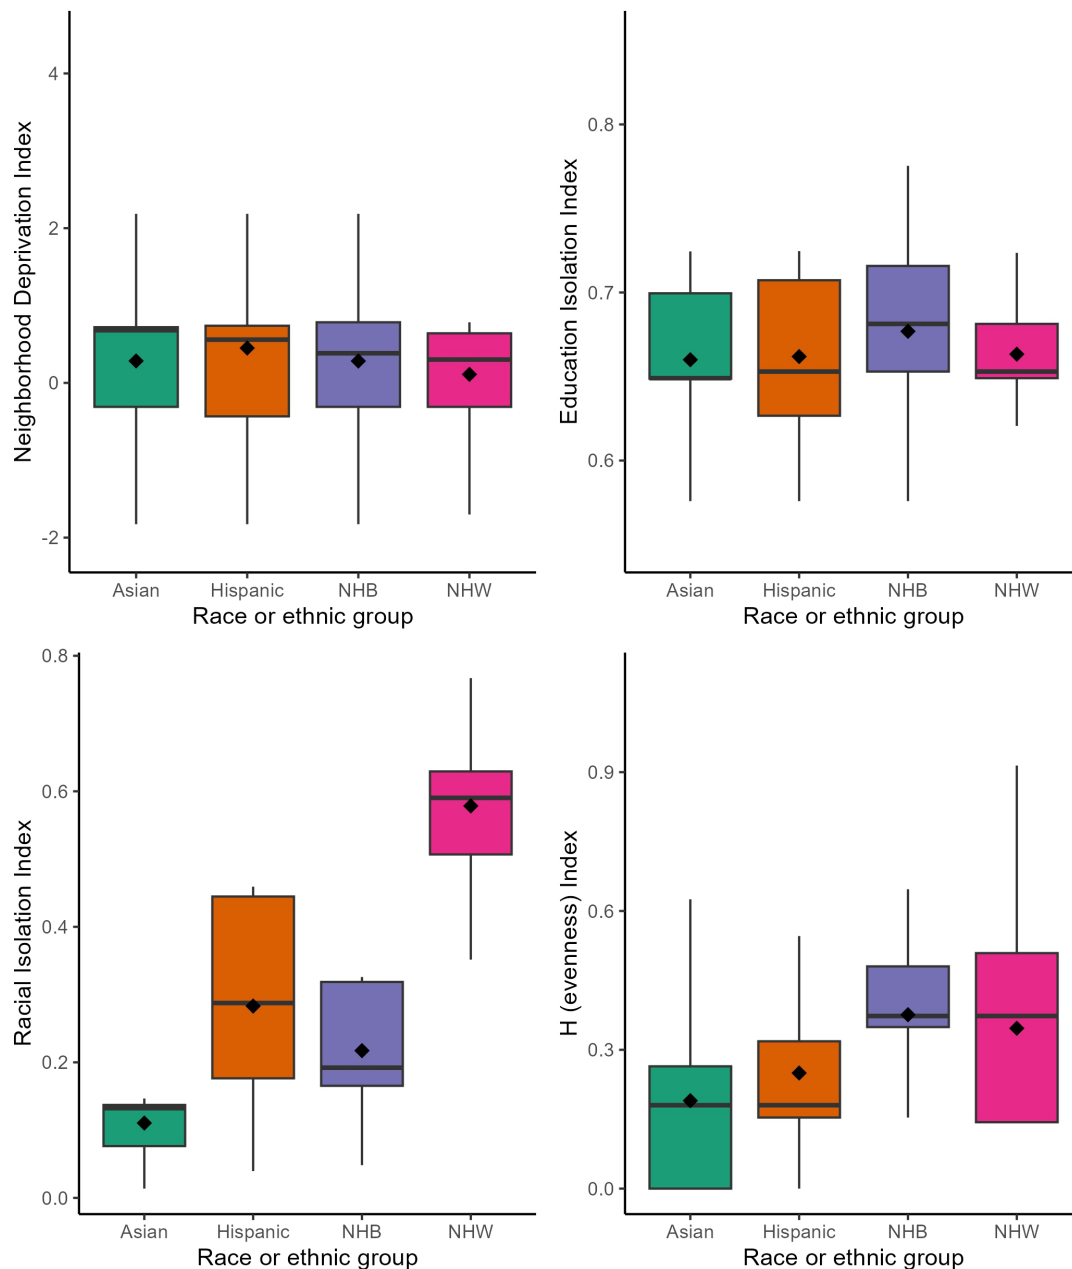 Neighborhood Deprivation Index
4
2
0
-2
Asian Hispanic NHB NHW
Race or ethnic group
Education Isolation Index
0.8
0.7
0.6
Asian Hispanic NHB NHW
Race or ethnic group
Racial Isolation Index
0.8
0.6
0.4
0.2
0.0
Asian Hispanic NHB NHW
Race or ethnic group
H (evenness) Index
0.9
0.6
0.3
0.0
Asian Hispanic NHB NHW
Race or ethnic group